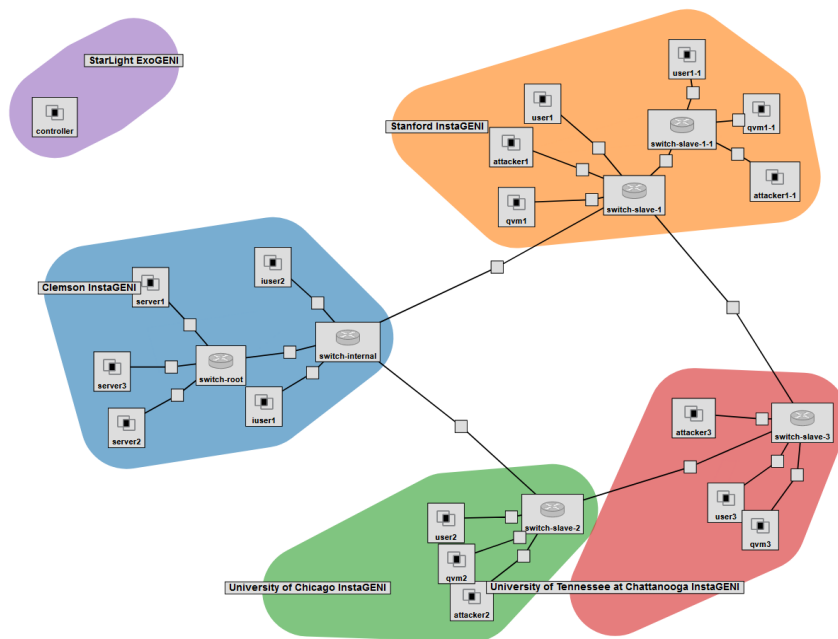 StarLight ExoGENI
controller
user1-1
user1
qvm1-1
Stanford InstaGENI
switch-slave-1-1
attacker1
attacker1-1
switch-slave-1
qvm1
iuser2
Clemson InstaGENI
server1
switch-internal
server3
switch-root
iuser1
server2
attacker3
switch-slave-3
user3
qvm3
switch-slave-2
user2
qvm2
University of Chicago InstaGENI
University of Tennessee at Chattanooga InstaGENI
attacker2